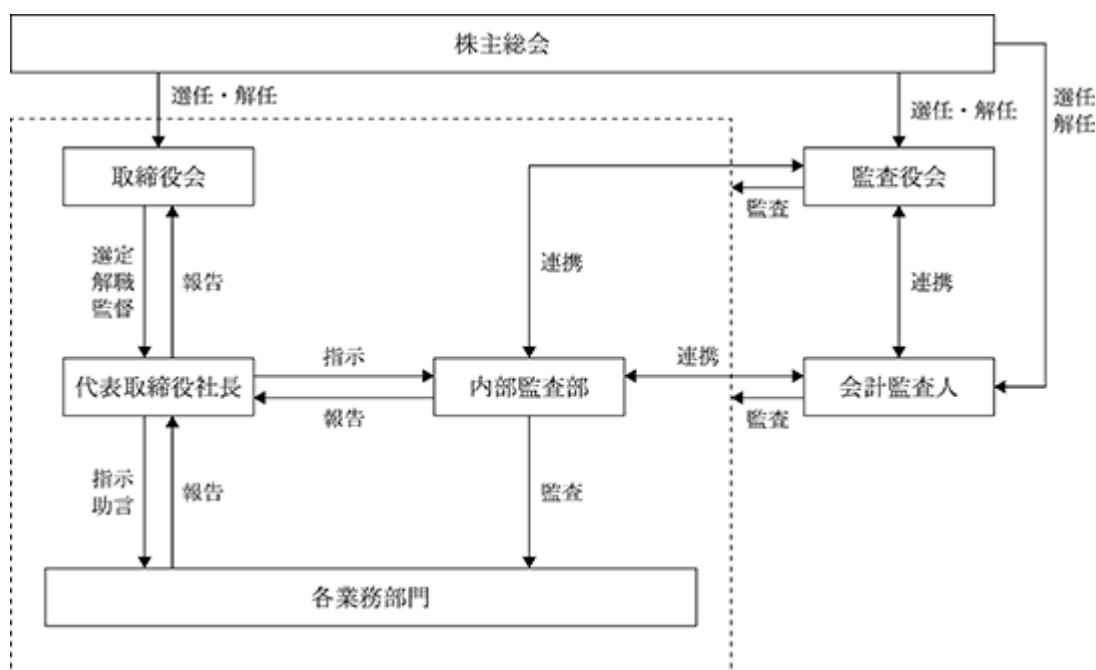 株主総会
選任・解任
選任・解任
選任
解任
取締役会
監査役会
監査
選定
解職
監督
報告
連携
連携
代表取締役社長
指示
報告
内部監査部
連携
監査
会計監査人
指示
助言
報告
監査
各業務部門